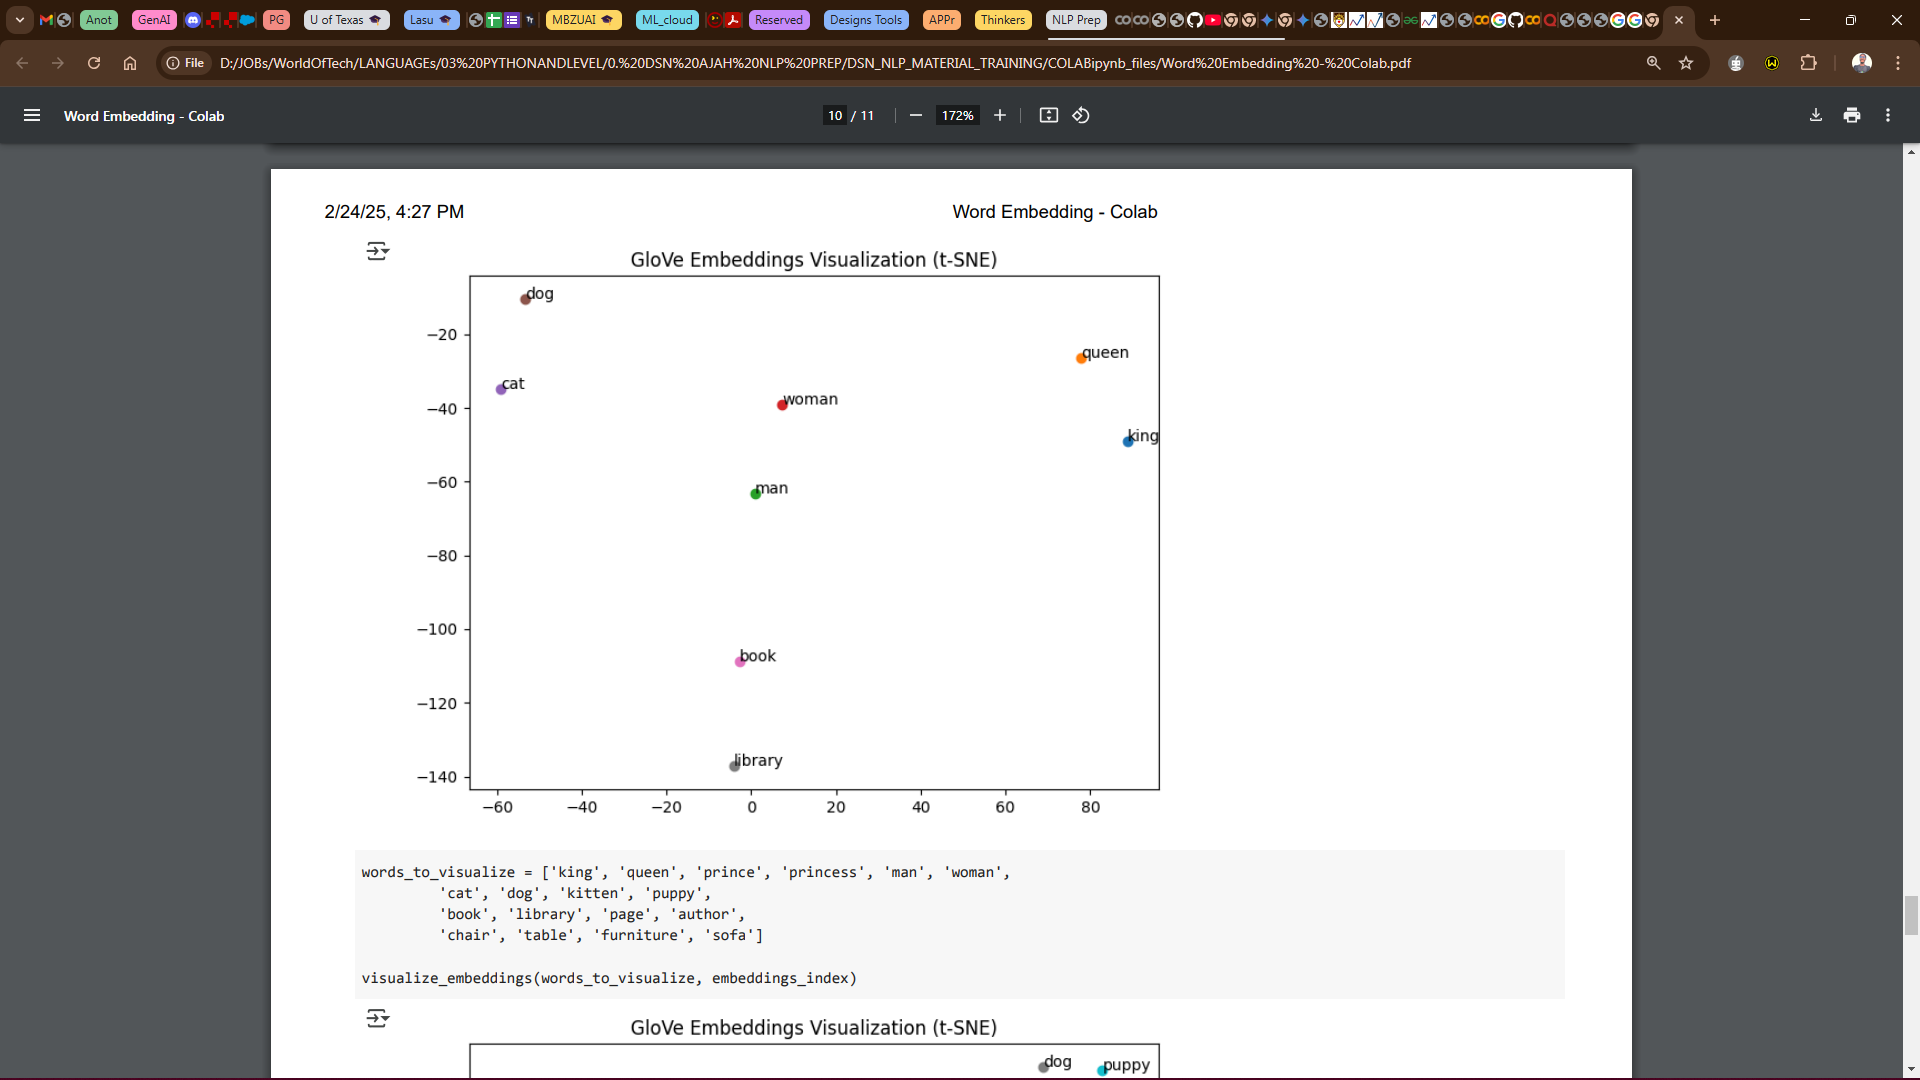 Anot GenAI PG U of Texas Lasu MBZUAI ML_cloud Reserved Designs Tools APPr Thinkers NLP Prep
File D:/JOBs/WorldOfTech/LANGUAGEs/03%20PYTHONANDLEVEL/0.%20DSN%20AJAH%20NLP%20PREP/DSN_NLP_MATERIAL_TRAINING/COLABipynb_files/Word%20Embedding%20-%20Colab.pdf
Word Embedding - Colab 10 / 11 172%
2/24/25, 4:27 PM Word Embedding - Colab
GloVe Embeddings Visualization (t-SNE)
dog
−20
queen
cat
woman
−40
king
−60
man
−80
−100
book
−120
library
−140
−60 −40 −20 0 20 40 60 80
words_to_visualize = ['king', 'queen', 'prince', 'princess', 'man', 'woman',
'cat', 'dog', 'kitten', 'puppy',
'book', 'library', 'page', 'author',
'chair', 'table', 'furniture', 'sofa']
visualize_embeddings(words_to_visualize, embeddings_index)
GloVe Embeddings Visualization (t-SNE)
dog puppy